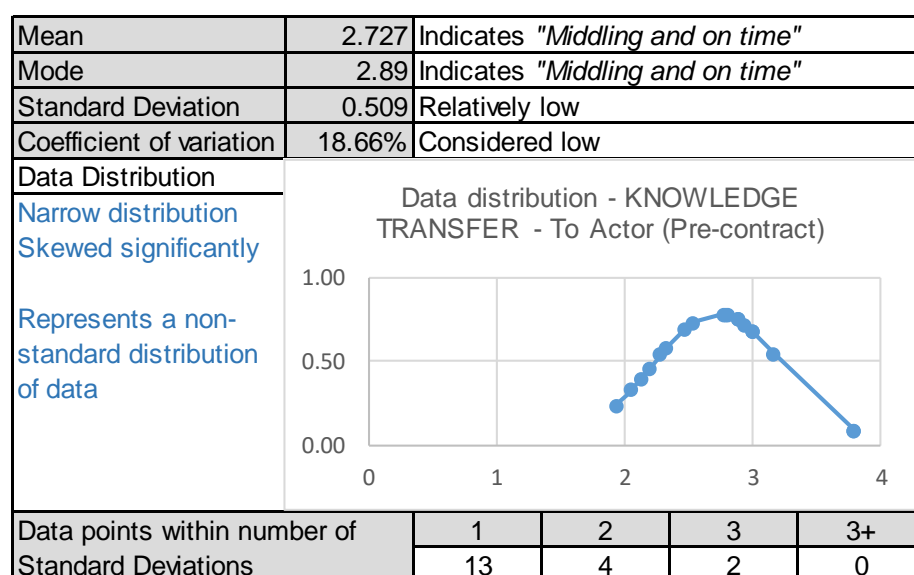 Mean 2.727 Indicates "Middling and on time"
Mode 2.89 Indicates "Middling and on time"
Standard Deviation 0.509 Relatively low
Coefficient of variation 18.66% Considered low
Data Distribution
Narrow distribution
Skewed significantly
Represents a non-
standard distribution
of data
Data distribution - KNOWLEDGE
TRANSFER - To Actor (Pre-contract)
1.00
0.50
0.00
0 1 2 3 4
Data points within number of 1 2 3 3+
Standard Deviations 13 4 2 0